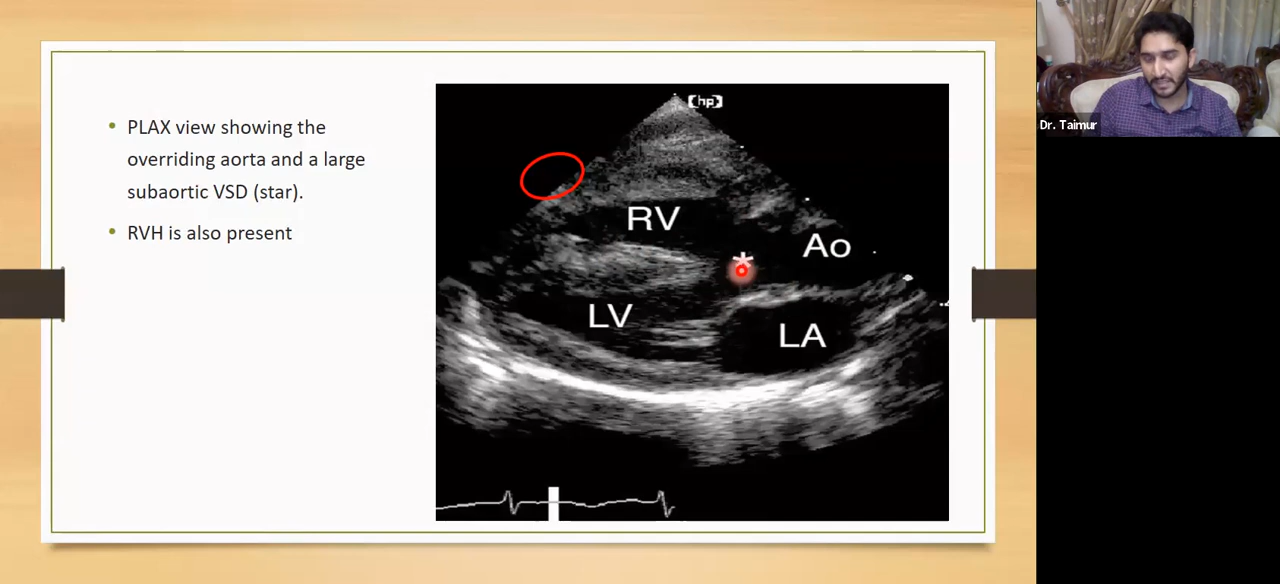 • PLAX view showing the
overriding aorta and a large
subaortic VSD (star).
• RVH is also present
[hp]
RV
*
Ao
LV
LA
Dr. Taimur